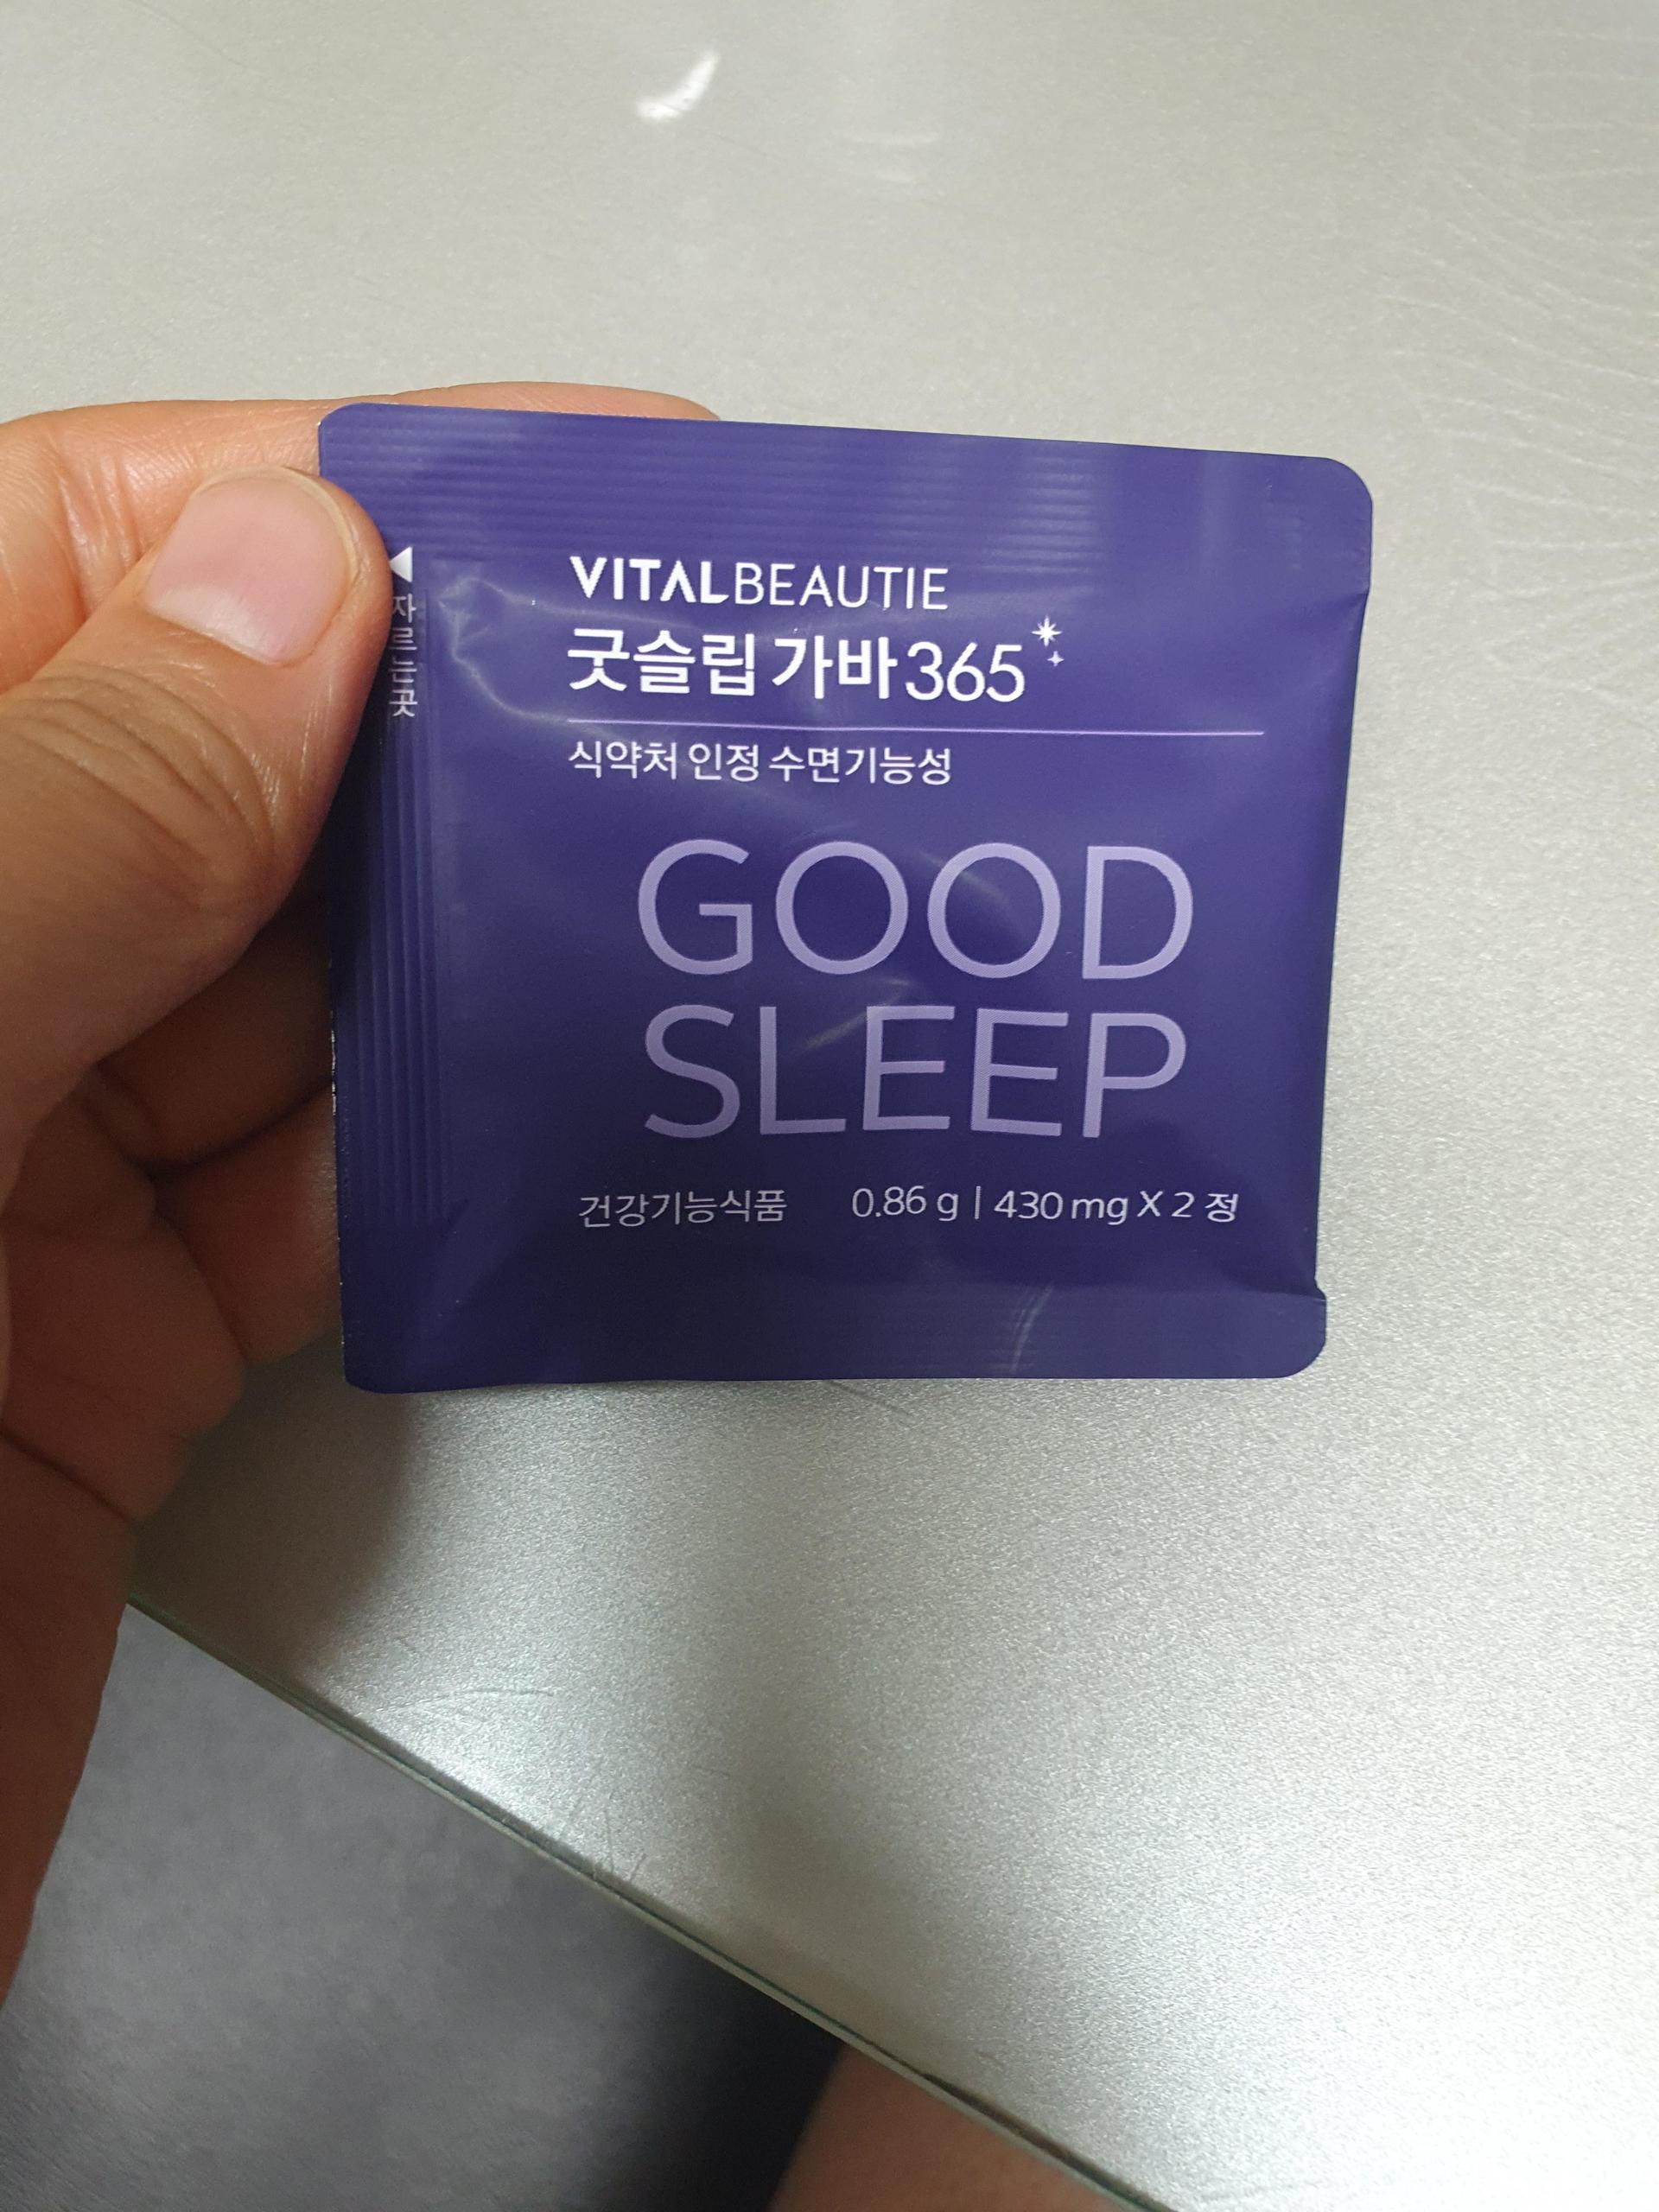 VITALBEAUTIE
굿슬립 가바365
식약처 인정 수면기능성
GOOD
SLEEP
건강기능식품 0.86 g | 430 mg X 2 정
◀ 자르는곳